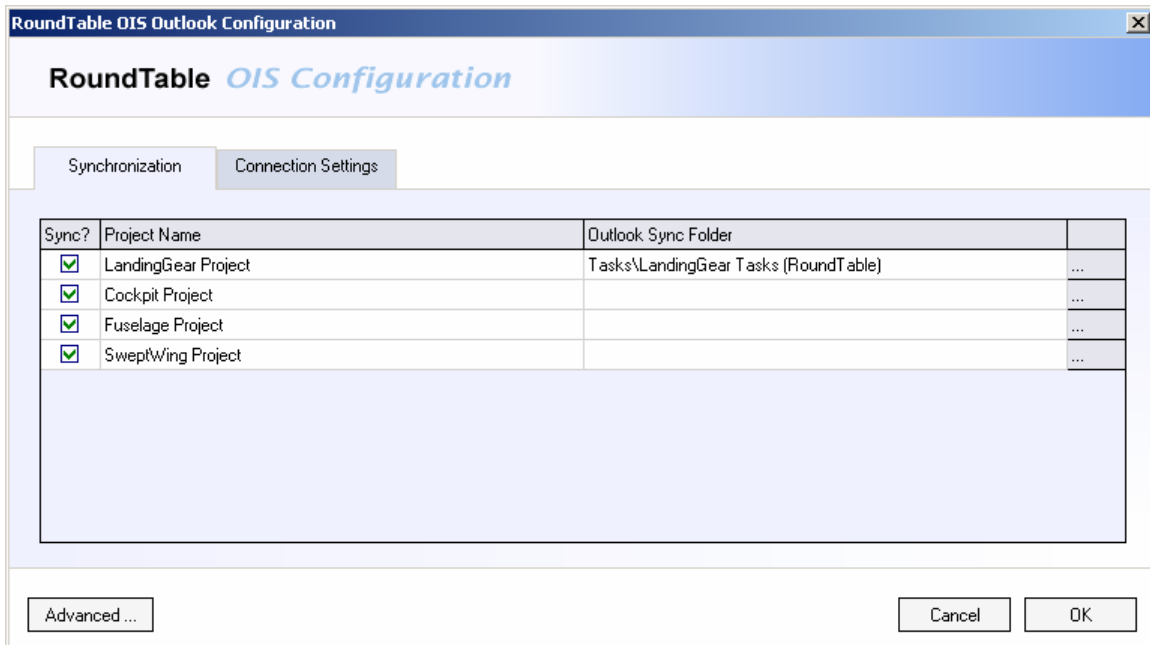 RoundTable OIS Outlook Configuration
RoundTable OIS Configuration
Synchronization Connection Settings
Sync? Project Name Outlook Sync Folder
LandingGear Project Tasks\LandingGear Tasks (RoundTable) ...
Cockpit Project ...
Fuselage Project ...
SweptWing Project ...
Advanced ... Cancel OK